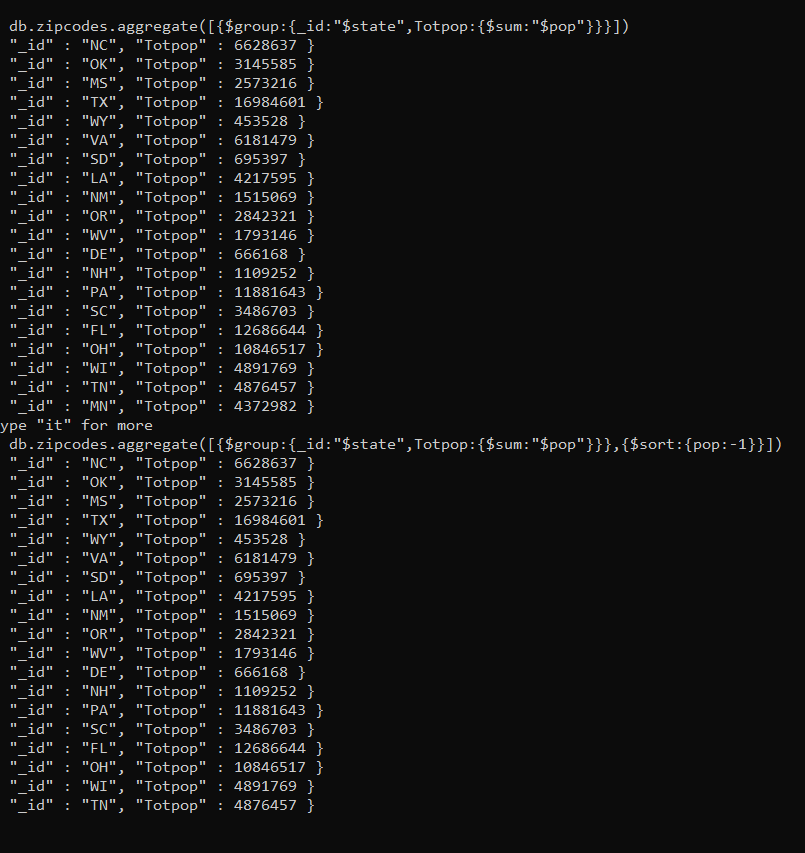 db.zipcodes.aggregate([{$group:{_id:"$state",Totpop:{$sum:"$pop"}}}])
"_id" : "NC", "Totpop" : 6628637 }
"_id" : "OK", "Totpop" : 3145585 }
"_id" : "MS", "Totpop" : 2573216 }
"_id" : "TX", "Totpop" : 16984601 }
"_id" : "WY", "Totpop" : 453528 }
"_id" : "VA", "Totpop" : 6181479 }
"_id" : "SD", "Totpop" : 695397 }
"_id" : "LA", "Totpop" : 4217595 }
"_id" : "NM", "Totpop" : 1515069 }
"_id" : "OR", "Totpop" : 2842321 }
"_id" : "WV", "Totpop" : 1793146 }
"_id" : "DE", "Totpop" : 666168 }
"_id" : "NH", "Totpop" : 1109252 }
"_id" : "PA", "Totpop" : 11881643 }
"_id" : "SC", "Totpop" : 3486703 }
"_id" : "FL", "Totpop" : 12686644 }
"_id" : "OH", "Totpop" : 10846517 }
"_id" : "WI", "Totpop" : 4891769 }
"_id" : "TN", "Totpop" : 4876457 }
"_id" : "MN", "Totpop" : 4372982 }
ype "it" for more
db.zipcodes.aggregate([{$group:{_id:"$state",Totpop:{$sum:"$pop"}}},{$sort:{pop:-1}}])
"_id" : "NC", "Totpop" : 6628637 }
"_id" : "OK", "Totpop" : 3145585 }
"_id" : "MS", "Totpop" : 2573216 }
"_id" : "TX", "Totpop" : 16984601 }
"_id" : "WY", "Totpop" : 453528 }
"_id" : "VA", "Totpop" : 6181479 }
"_id" : "SD", "Totpop" : 695397 }
"_id" : "LA", "Totpop" : 4217595 }
"_id" : "NM", "Totpop" : 1515069 }
"_id" : "OR", "Totpop" : 2842321 }
"_id" : "WV", "Totpop" : 1793146 }
"_id" : "DE", "Totpop" : 666168 }
"_id" : "NH", "Totpop" : 1109252 }
"_id" : "PA", "Totpop" : 11881643 }
"_id" : "SC", "Totpop" : 3486703 }
"_id" : "FL", "Totpop" : 12686644 }
"_id" : "OH", "Totpop" : 10846517 }
"_id" : "WI", "Totpop" : 4891769 }
"_id" : "TN", "Totpop" : 4876457 }